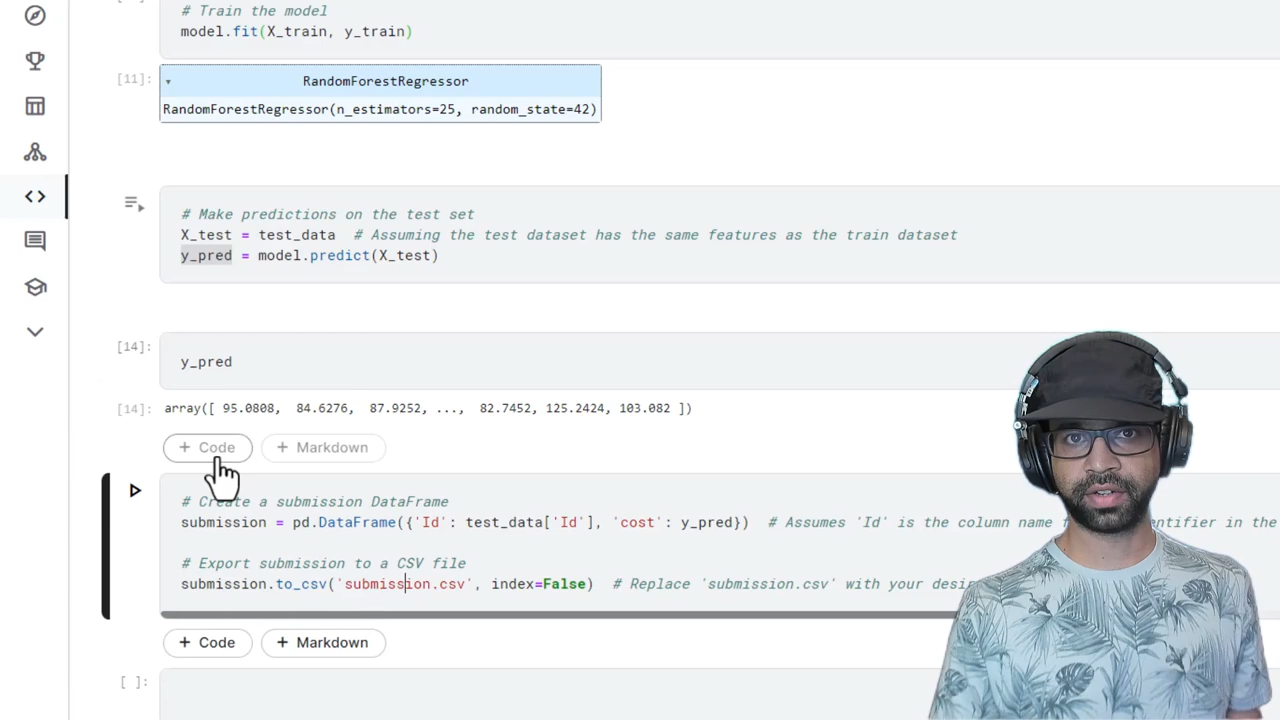 # Train the model
model.fit(X_train, y_train)
[11]:
RandomForestRegressor
RandomForestRegressor(n_estimators=25, random_state=42)
# Make predictions on the test set
X_test = test_data  # Assuming the test dataset has the same features as the train dataset
y_pred = model.predict(X_test)
[14]:
y_pred
[14]:
array([ 95.0808,  84.6276,  87.9252, ...,  82.7452, 125.2424, 103.082 ])
+ Code
+ Markdown
# Create a submission DataFrame
submission = pd.DataFrame({'Id': test_data['Id'], 'cost': y_pred})  # Assumes 'Id' is the column name in the
# Export submission to a CSV file
submission.to_csv('submission.csv', index=False)  # Replace 'submission.csv' with your
+ Code
+ Markdown
[ ]: